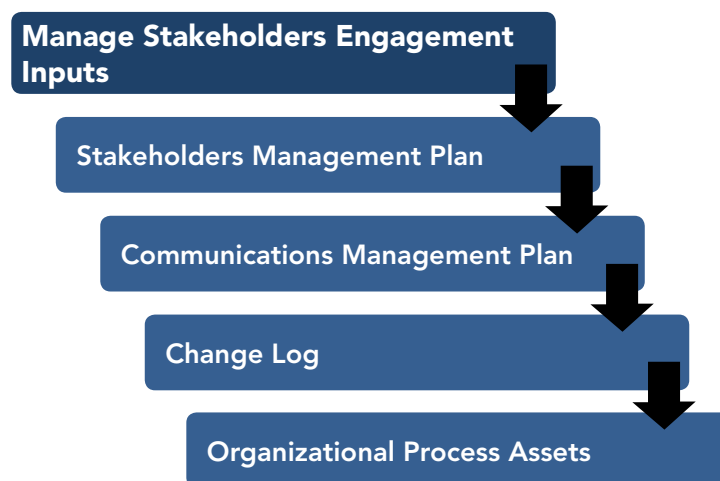 Manage Stakeholders Engagement
Inputs
Stakeholders Management Plan
Communications Management Plan
Change Log
Organizational Process Assets